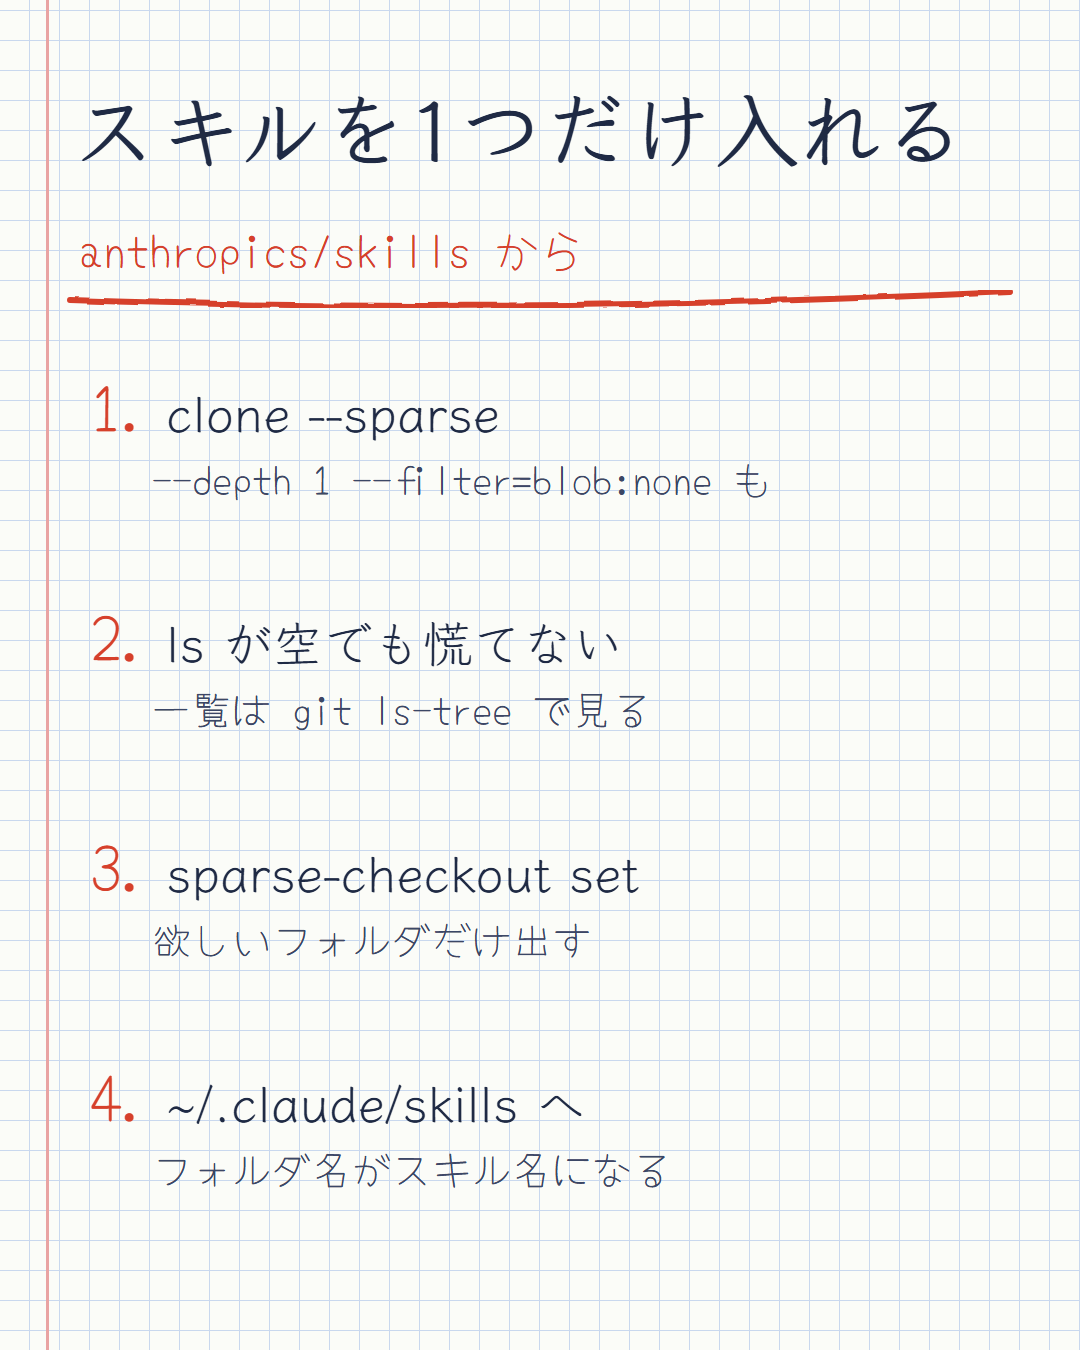 スキルを1つだけ入れる
anthropics/skills から
1. clone --sparse
--depth 1 --filter=blob:none も
2. ls が空でも慌てない
一覧は git ls-tree で見る
3. sparse-checkout set
欲しいフォルダだけ出す
4. ~/.claude/skills へ
フォルダ名がスキル名になる